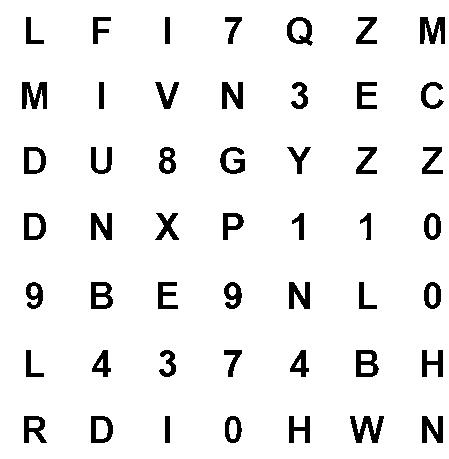 L F I 7 Q Z M
M I V N 3 E C
D U 8 G Y Z Z
D N X P 1 1 0
9 B E 9 N L 0
L 4 3 7 4 B H
R D I 0 H W N